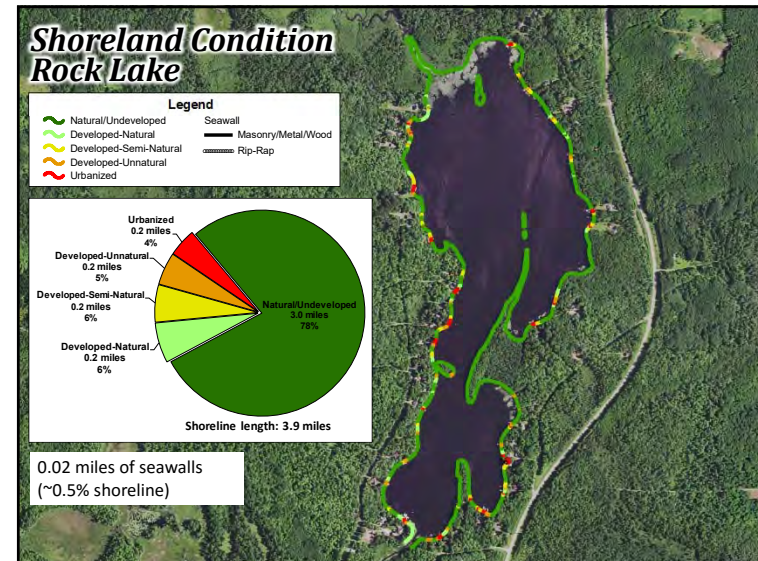 Shoreland Condition
Rock Lake
Legend
Natural/Undeveloped
Developed-Natural
Developed-Semi-Natural
Developed-Unnatural
Urbanized
Seawall
Masonry/Metal/Wood
Rip-Rap
Urbanized
0.2 miles
4%
Developed-Unnatural
0.2 miles
5%
Developed-Semi-Natural
0.2 miles
6%
Developed-Natural
0.2 miles
6%
Natural/Undeveloped
3.0 miles
78%
Shoreline length: 3.9 miles
0.02 miles of seawalls
(~0.5% shoreline)